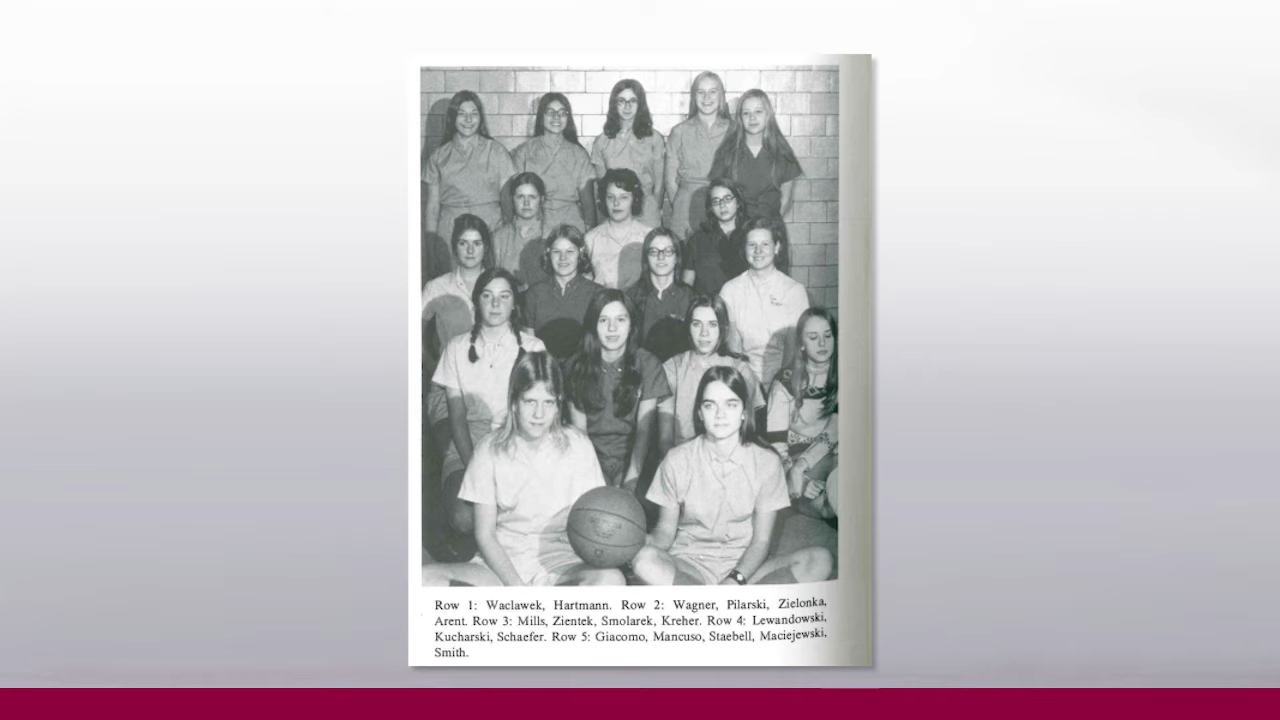 Row 1: Waclawek, Hartmann. Row 2: Wagner, Pilarski, Zielonka,
Arent. Row 3: Mills, Zientek, Smolarek, Kreher. Row 4: Lewandowski,
Kucharski, Schaefer. Row 5: Giacomo, Mancuso, Staebell, Maciejewski,
Smith.